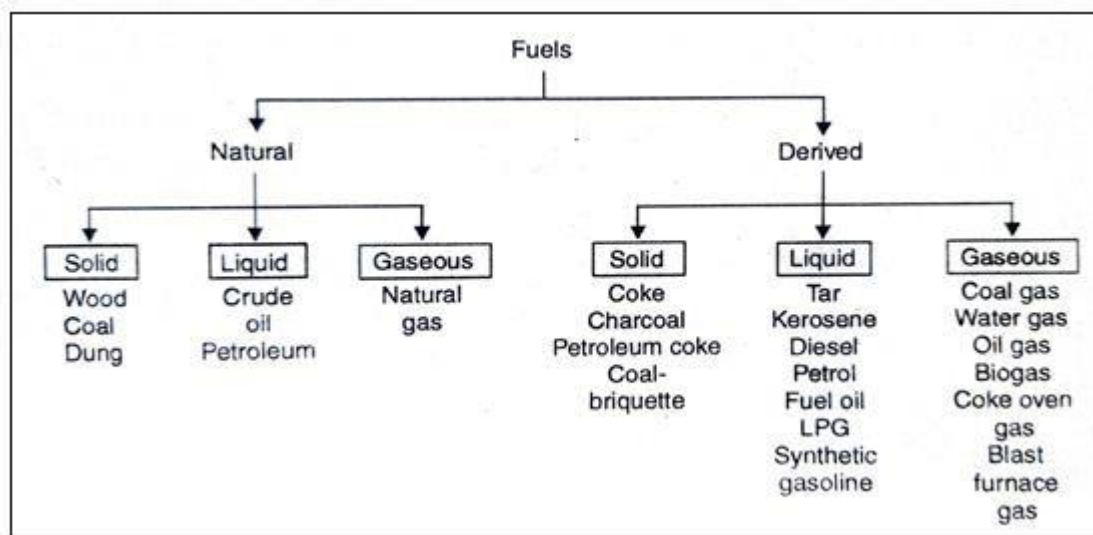 Fuels
Natural
Derived
Solid
Wood
Coal
Dung
Liquid
Crude
oil
Petroleum
Gaseous
Natural
gas
Solid
Coke
Charcoal
Petroleum coke
Coal-
briquette
Liquid
Tar
Kerosene
Diesel
Petrol
Fuel oil
LPG
Synthetic
gasoline
Gaseous
Coal gas
Water gas
Oil gas
Biogas
Coke oven
gas
Blast
furnace
gas